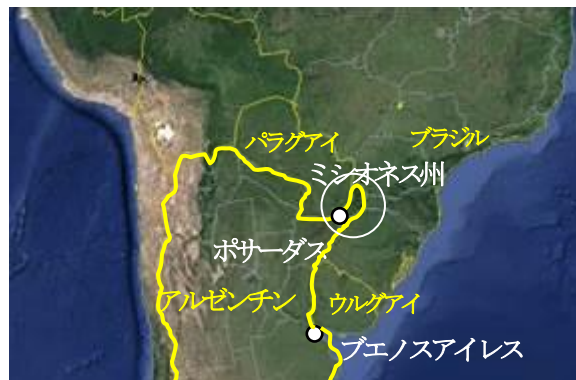 パラグアイ
ブラジル
ミシオネス州
ポサーダス
アルゼンチン
ウルグアイ
ブエノスアイレス